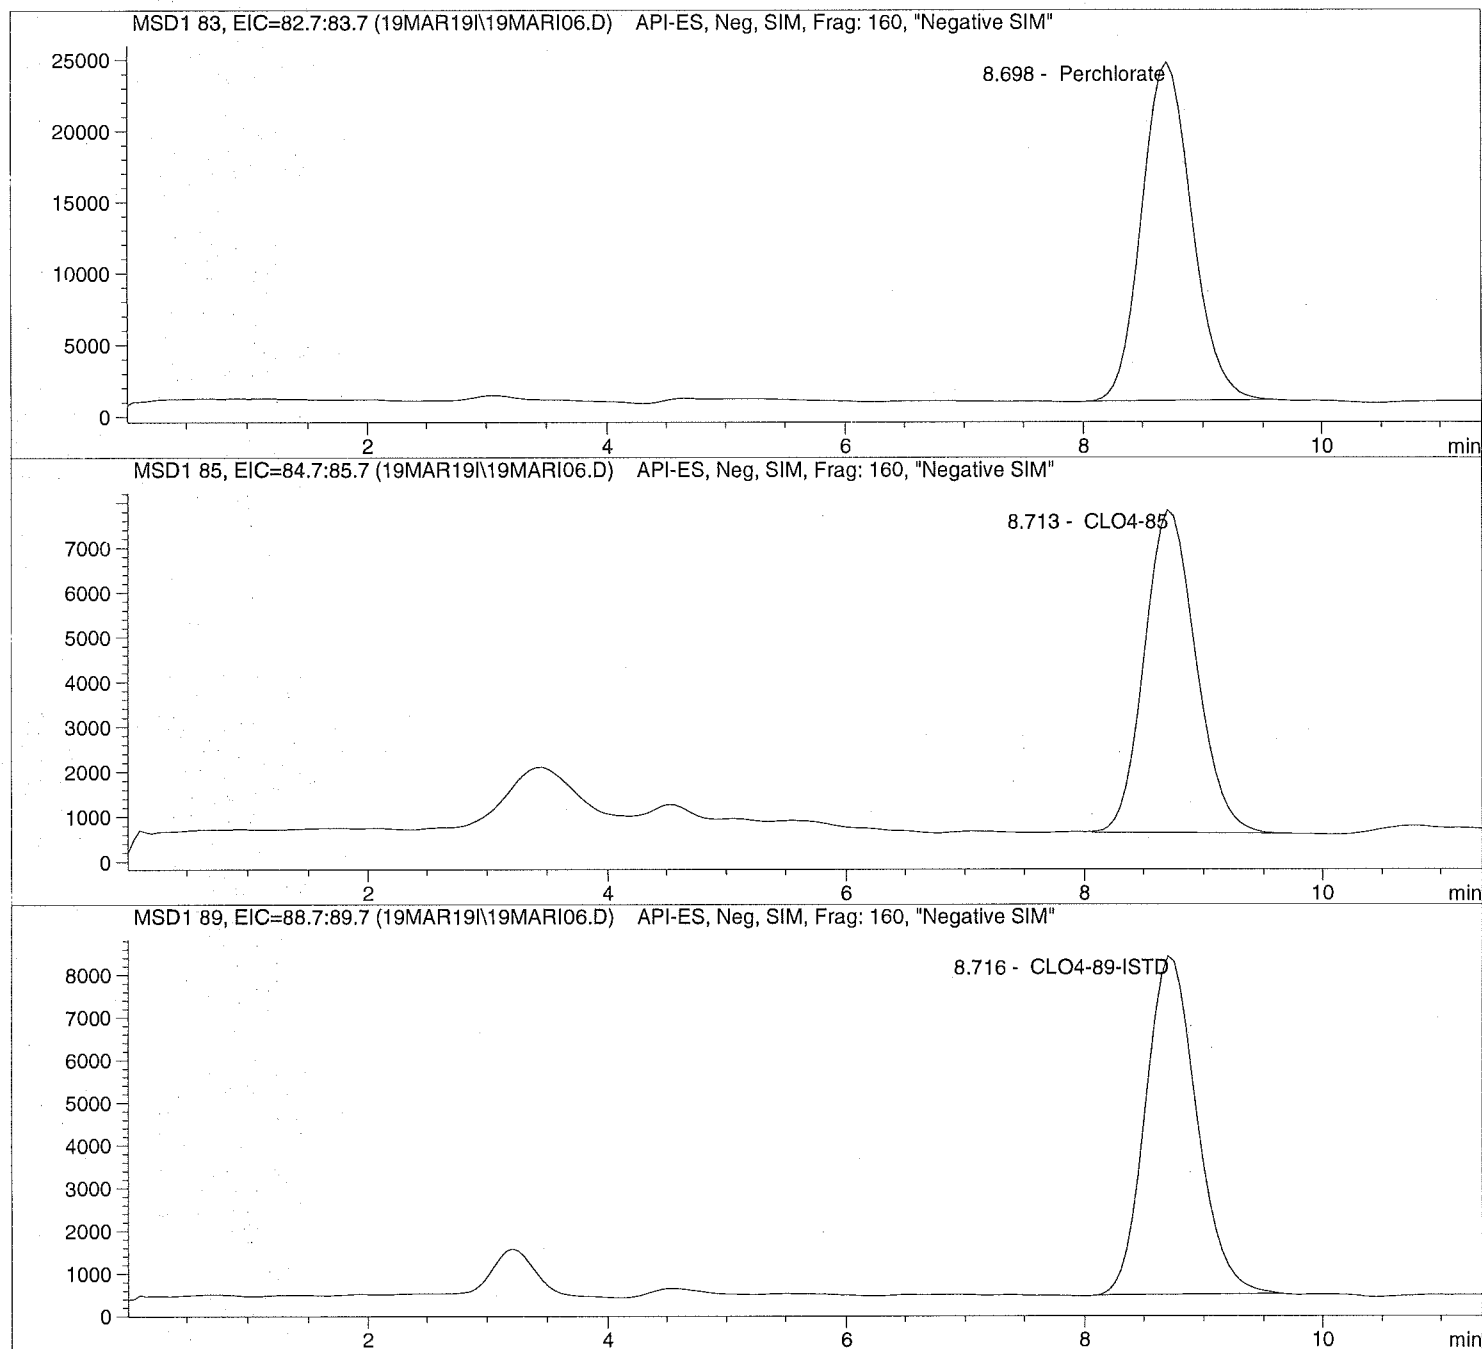 MSD1 83, EIC=82.7:83.7 (19MAR19I\19MARI06.D) API-ES, Neg, SIM, Frag: 160, "Negative SIM"
25000
8.698 - Perchlorate
20000
15000
10000
5000
0
2 4 6 8 10 min
MSD1 85, EIC=84.7:85.7 (19MAR19I\19MARI06.D) API-ES, Neg, SIM, Frag: 160, "Negative SIM"
8.713 - CLO4-85
7000
6000
5000
4000
3000
2000
1000
0
2 4 6 8 10 min
MSD1 89, EIC=88.7:89.7 (19MAR19I\19MARI06.D) API-ES, Neg, SIM, Frag: 160, "Negative SIM"
8.716 - CLO4-89-ISTD
8000
7000
6000
5000
4000
3000
2000
1000
0
2 4 6 8 10 min